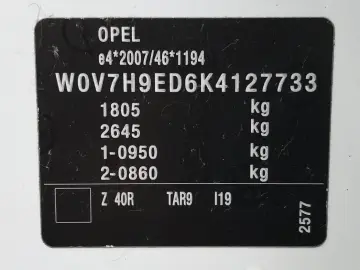 OPEL
e4*2007/46*1194
W0V7H9ED6K4127733
1805 kg
2645 kg
1-0950 kg
2-0860 kg
Z 40R TAR9 I19
2577